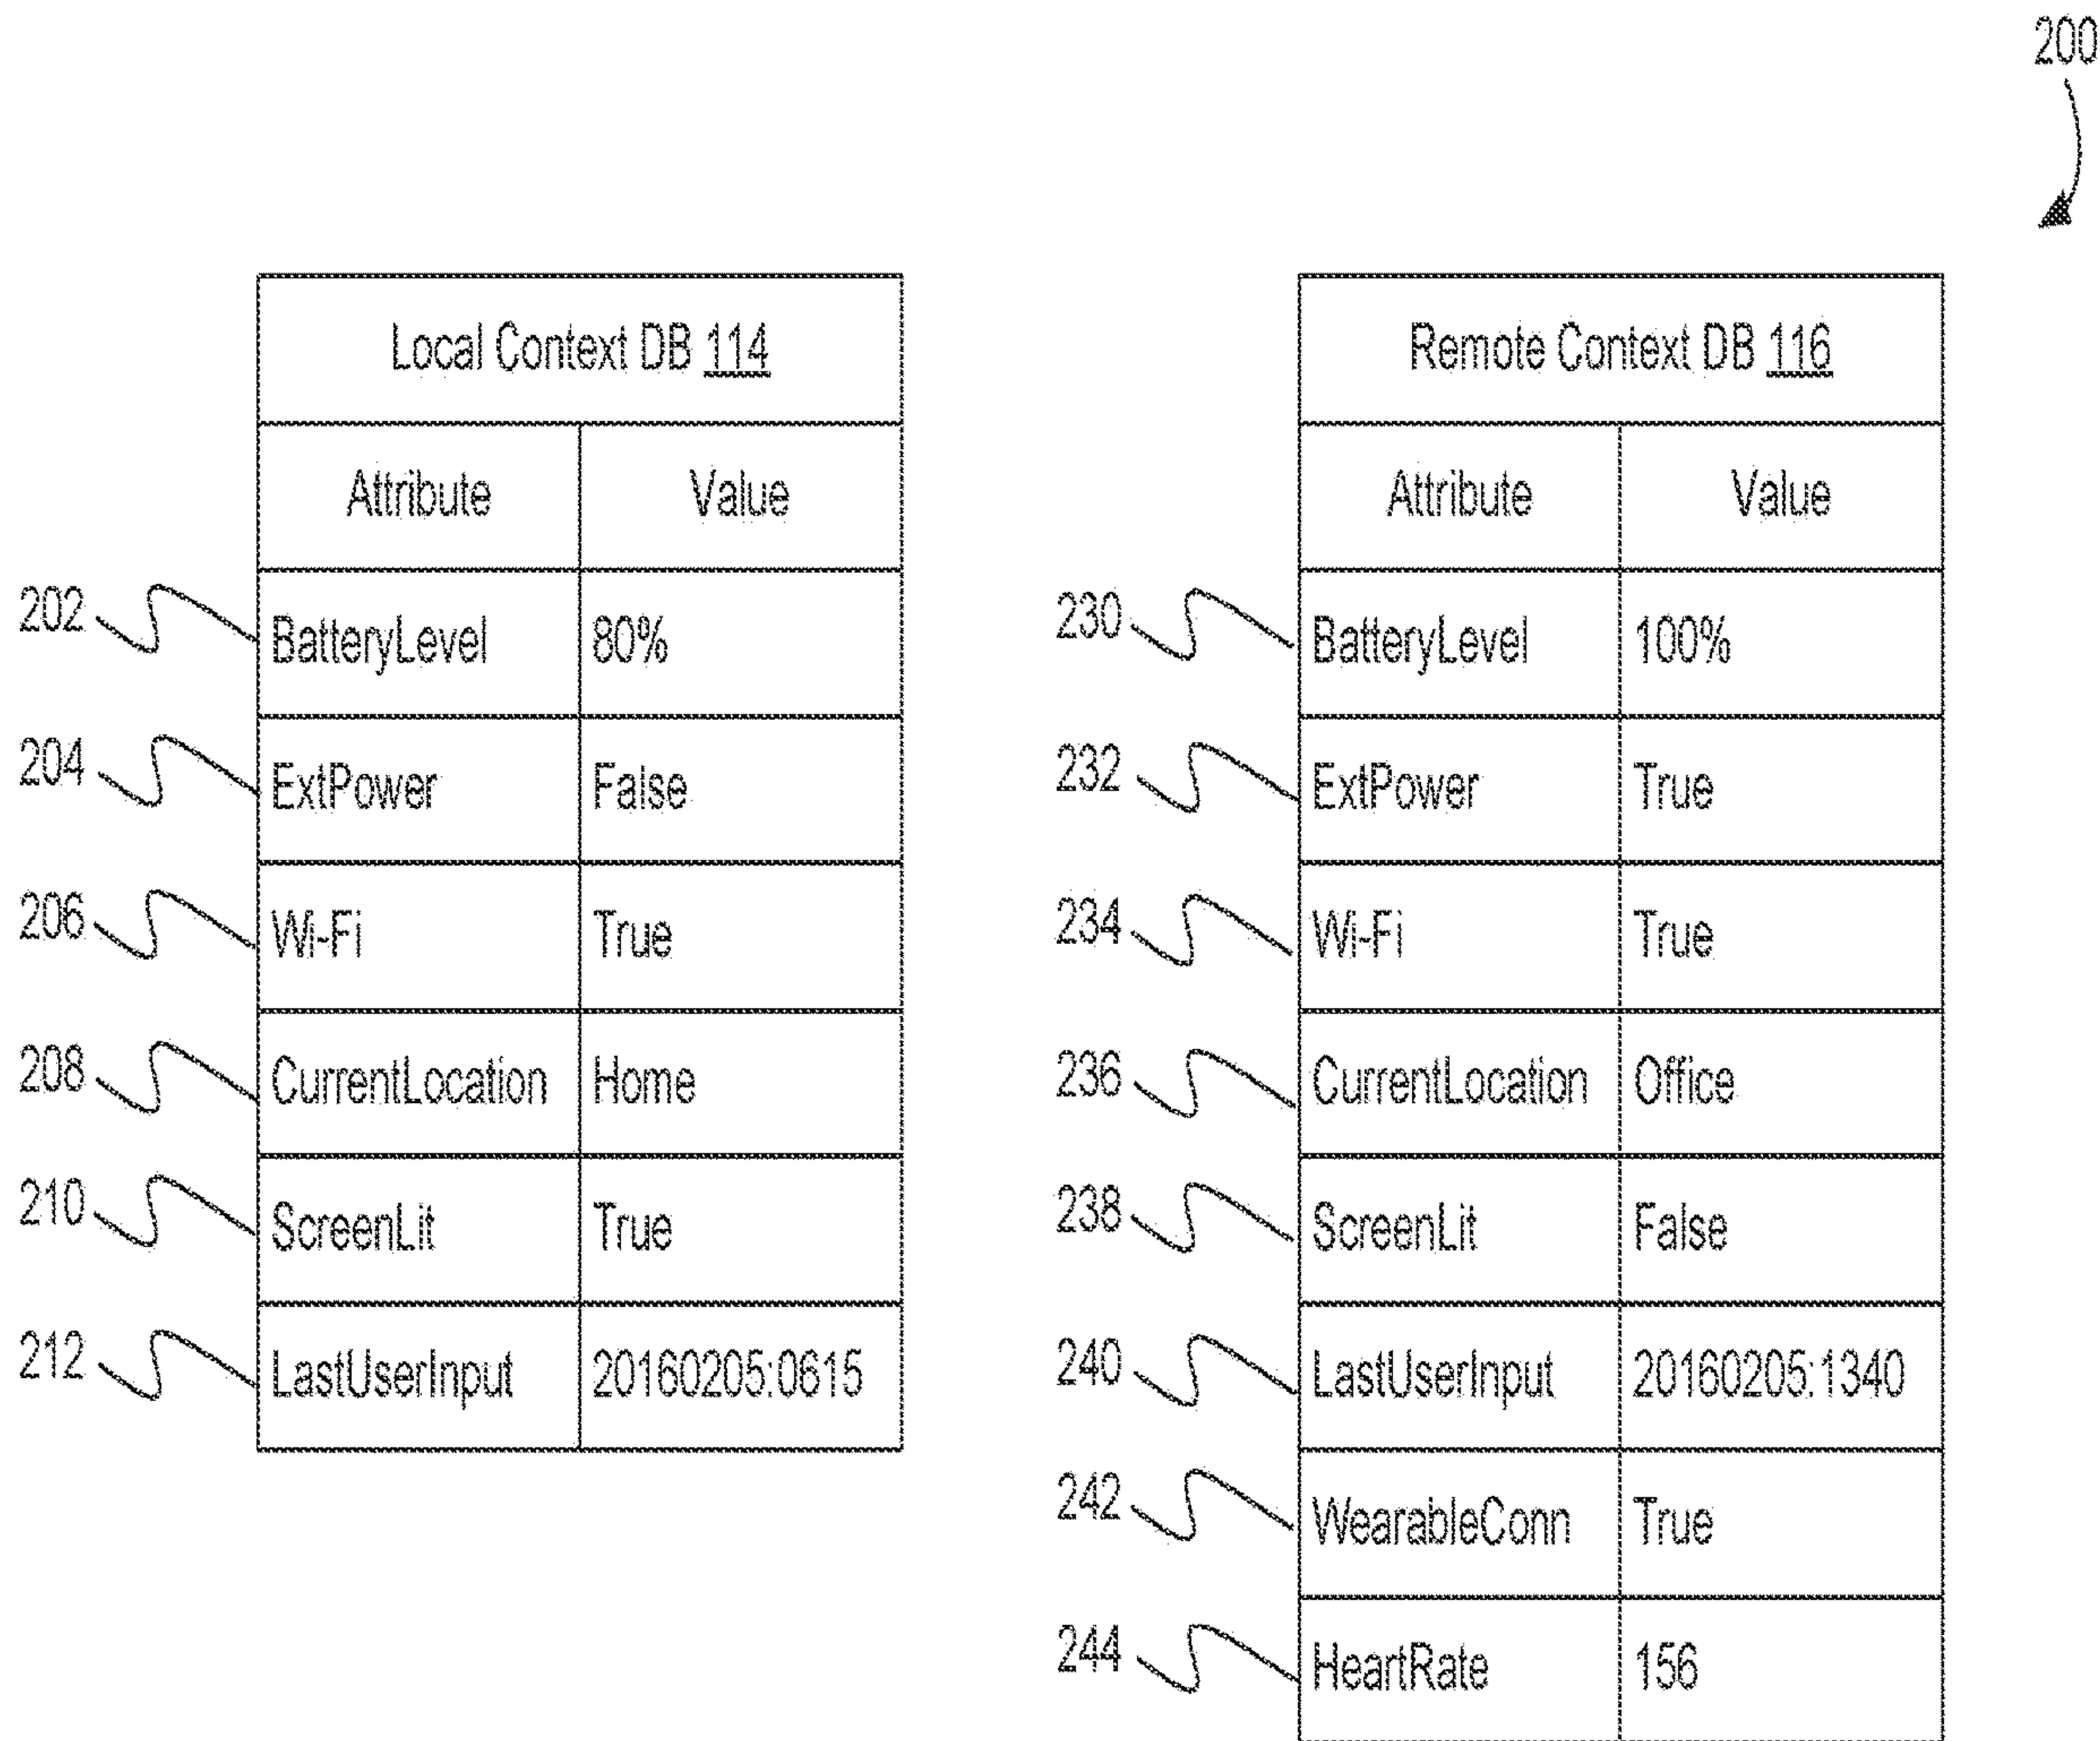 200
Local Context DB 114
Attribute Value
202 BatteryLevel 80%
204 ExtPower False
206 Wi-Fi True
208 CurrentLocation Home
210 ScreenLit True
212 LastUserInput 20160205:0615
Remote Context DB 116
Attribute Value
230 BatteryLevel 100%
232 ExtPower True
234 Wi-Fi True
236 CurrentLocation Office
238 ScreenLit False
240 LastUserInput 20160205:1340
242 WearableConn True
244 HeartRate 156